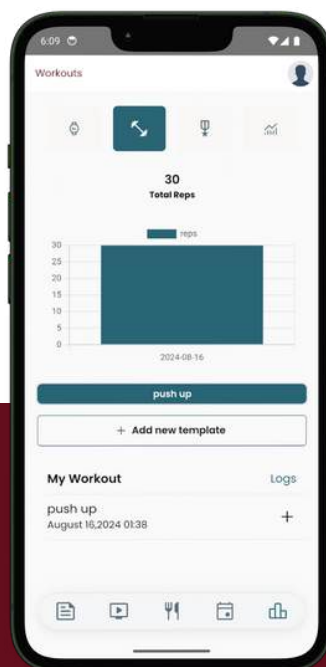 6:09
Workouts
30
Total Reps
reps
30
25
20
15
10
5
0
2024-08-16
push up
+ Add new template
My Workout
Logs
push up
August 16,2024 01:38
+